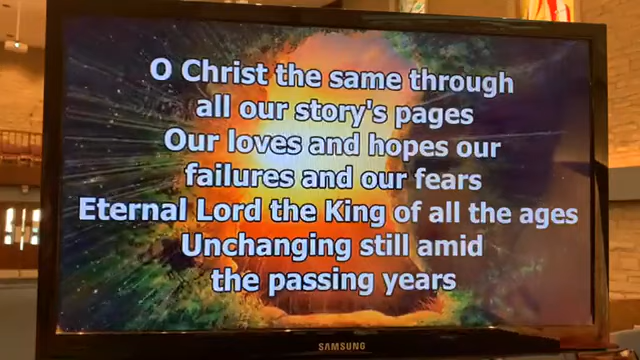 O Christ the same through
all our story's pages
Our loves and hopes our
failures and our fears
Eternal Lord the King of all the ages
Unchanging still amid
the passing years
SAMSUNG